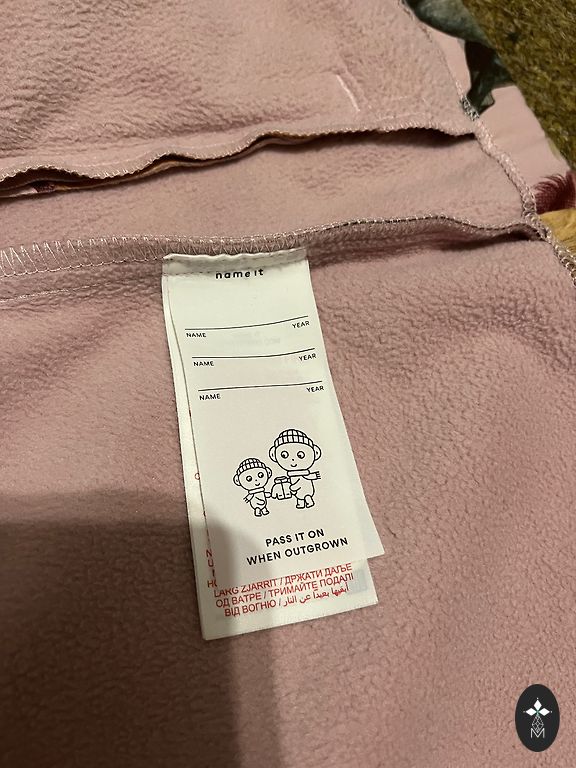 name it
NAME YEAR
NAME YEAR
NAME YEAR
PASS IT ON
WHEN OUTGROWN
LARG ZJARRIT / ДРЖАТИ ДАЉЕ
ОД ВАТРЕ / ТРИМАЙТЕ ПОДАЛІ
ВІД ВОГНЮ / أبقيها بعيداً عن النار
M